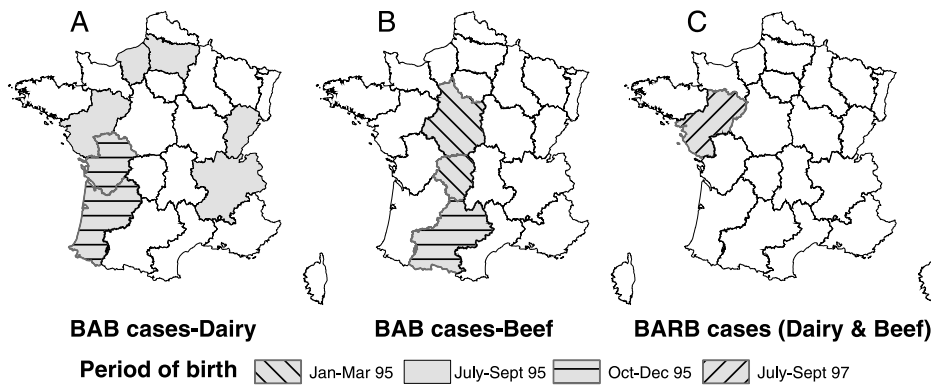 A
B
C
BAB cases-Dairy
BAB cases-Beef
BARB cases (Dairy & Beef)
Period of birth
Jan-Mar 95
July-Sept 95
Oct-Dec 95
July-Sept 97